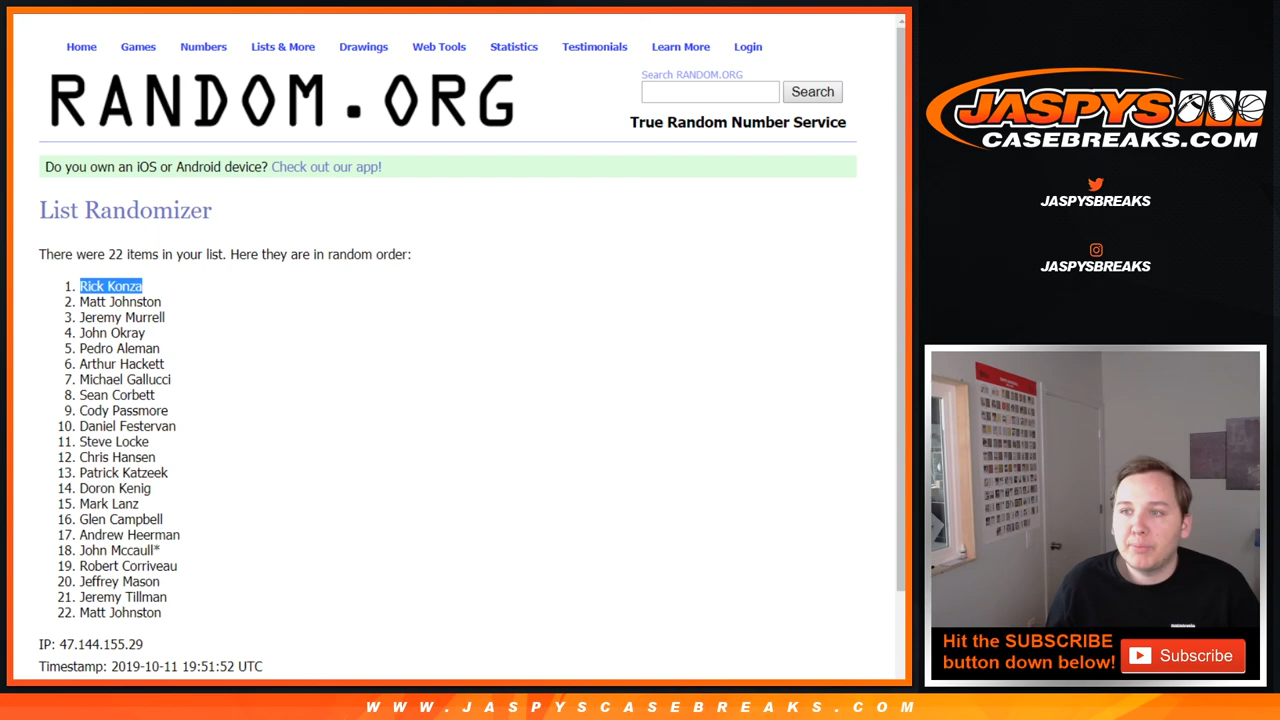 Home Games Numbers Lists & More Drawings Web Tools Statistics Testimonials Learn More Login
RANDOM.ORG
Search RANDOM.ORG
Search
True Random Number Service
Do you own an iOS or Android device? Check out our app!
List Randomizer
There were 22 items in your list. Here they are in random order:
1. Rick Konza
2. Matt Johnston
3. Jeremy Murrell
4. John Okray
5. Pedro Aleman
6. Arthur Hackett
7. Michael Gallucci
8. Sean Corbett
9. Cody Passmore
10. Daniel Festervan
11. Steve Locke
12. Chris Hansen
13. Patrick Katzeek
14. Doron Kenig
15. Mark Lanz
16. Glen Campbell
17. Andrew Heerman
18. John Mccaull*
19. Robert Corriveau
20. Jeffrey Mason
21. Jeremy Tillman
22. Matt Johnston
IP: 47.144.155.29
Timestamp: 2019-10-11 19:51:52 UTC
JASPYS
CASEBREAKS.COM
JASPYSBREAKS
JASPYSBREAKS
Hit the SUBSCRIBE
button down below!
Subscribe
WWW.JASPYSCASEBREAKS.COM